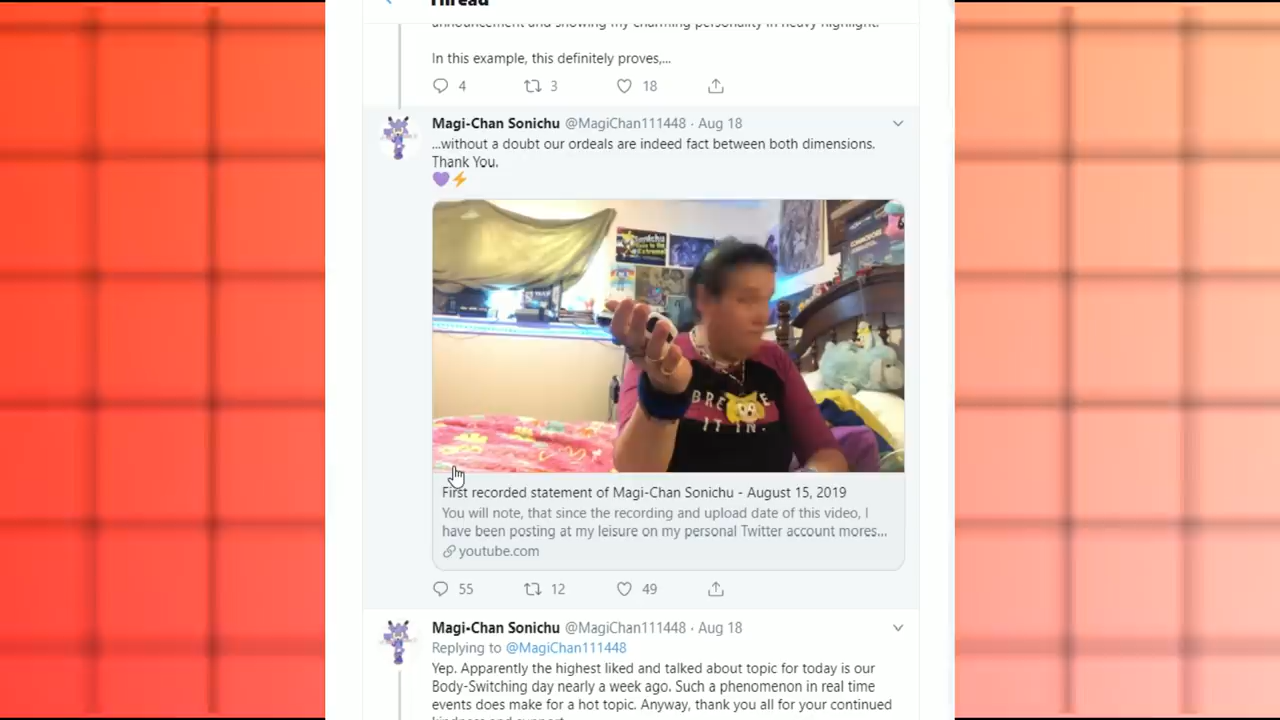 Thread
announcement and showing my charming personality in heavy highlight.
In this example, this definitely proves,...
4 3 18
Magi-Chan Sonichu @MagiChan111448 · Aug 18
...without a doubt our ordeals are indeed fact between both dimensions.
Thank You.
BRE E
IT IN.
First recorded statement of Magi-Chan Sonichu - August 15, 2019
You will note, that since the recording and upload date of this video, I
have been posting at my leisure on my personal Twitter account mores...
youtube.com
55 12 49
Magi-Chan Sonichu @MagiChan111448 · Aug 18
Replying to @MagiChan111448
Yep. Apparently the highest liked and talked about topic for today is our
Body-Switching day nearly a week ago. Such a phenomenon in real time
events does make for a hot topic. Anyway, thank you all for your continued
kindness and support.